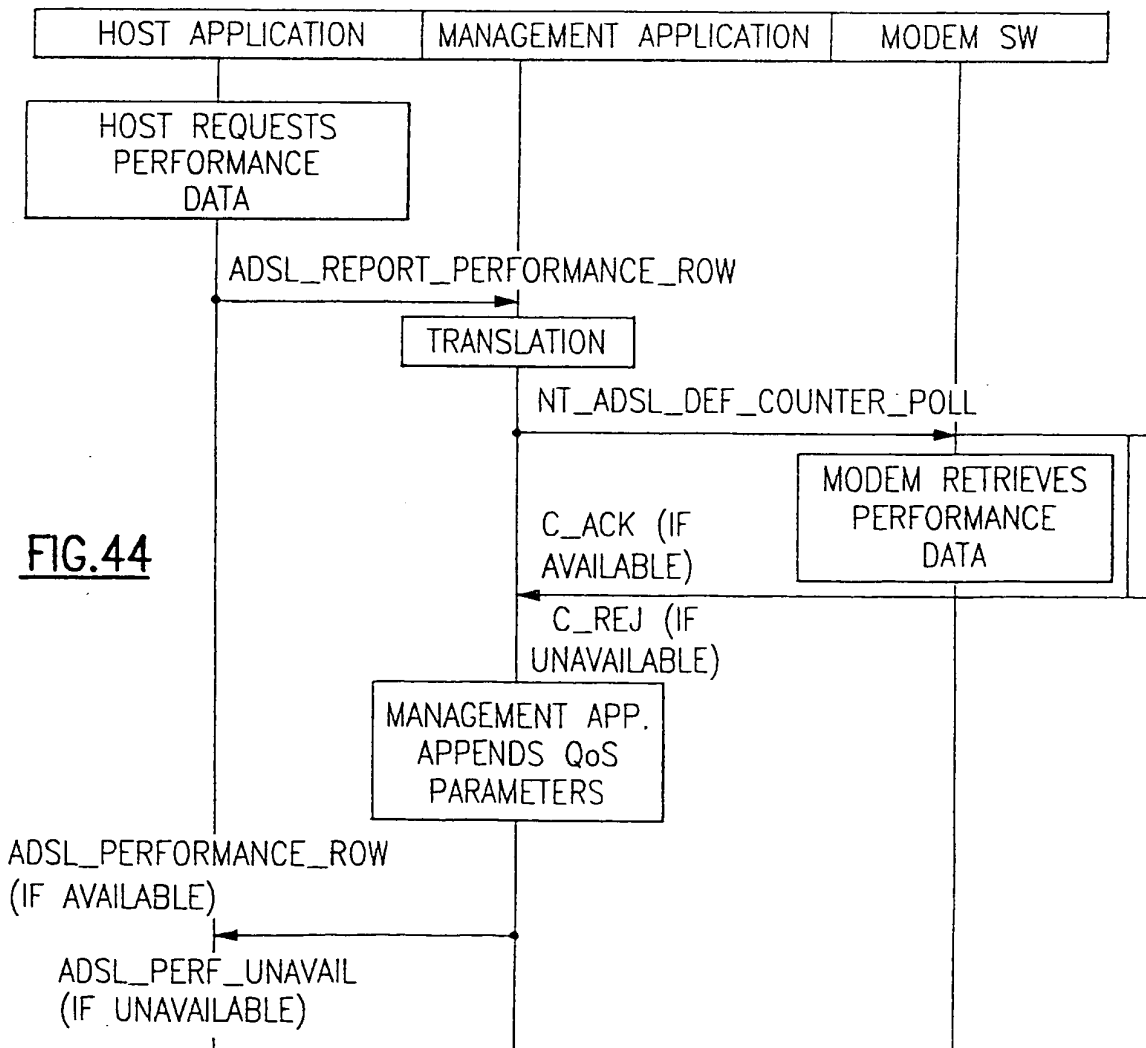 HOST APPLICATION
MANAGEMENT APPLICATION
MODEM SW
HOST REQUESTS
PERFORMANCE
DATA
ADSL_REPORT_PERFORMANCE_ROW
TRANSLATION
NT_ADSL_DEF_COUNTER_POLL
MODEM RETRIEVES
PERFORMANCE
DATA
C_ACK (IF
AVAILABLE)
FIG.44
C_REJ (IF
UNAVAILABLE)
MANAGEMENT APP.
APPENDS QoS
PARAMETERS
ADSL_PERFORMANCE_ROW
(IF AVAILABLE)
ADSL_PERF_UNAVAIL
(IF UNAVAILABLE)